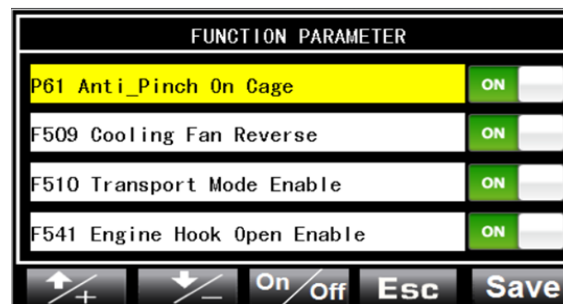 FUNCTION PARAMETER
P61 Anti_Pinch On Cage ON
F509 Cooling Fan Reverse ON
F510 Transport Mode Enable ON
F541 Engine Hook Open Enable ON
/+ /− On/Off Esc Save